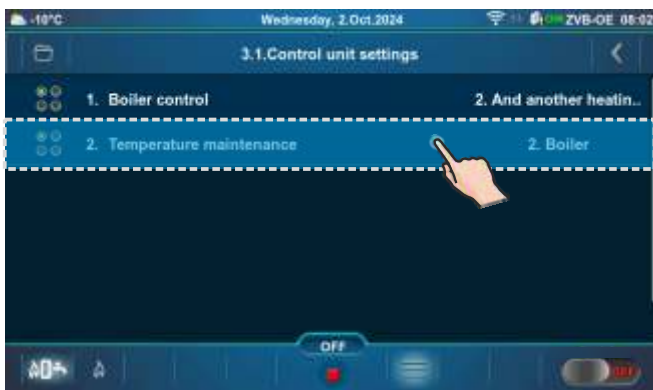 -10°C Wednesday, 2.Oct.2024 ZVB-OE 08:02
3.1.Control unit settings
1. Boiler control 2. And another heatin..
2. Temperature maintenance 2. Boiler
OFF
OFF